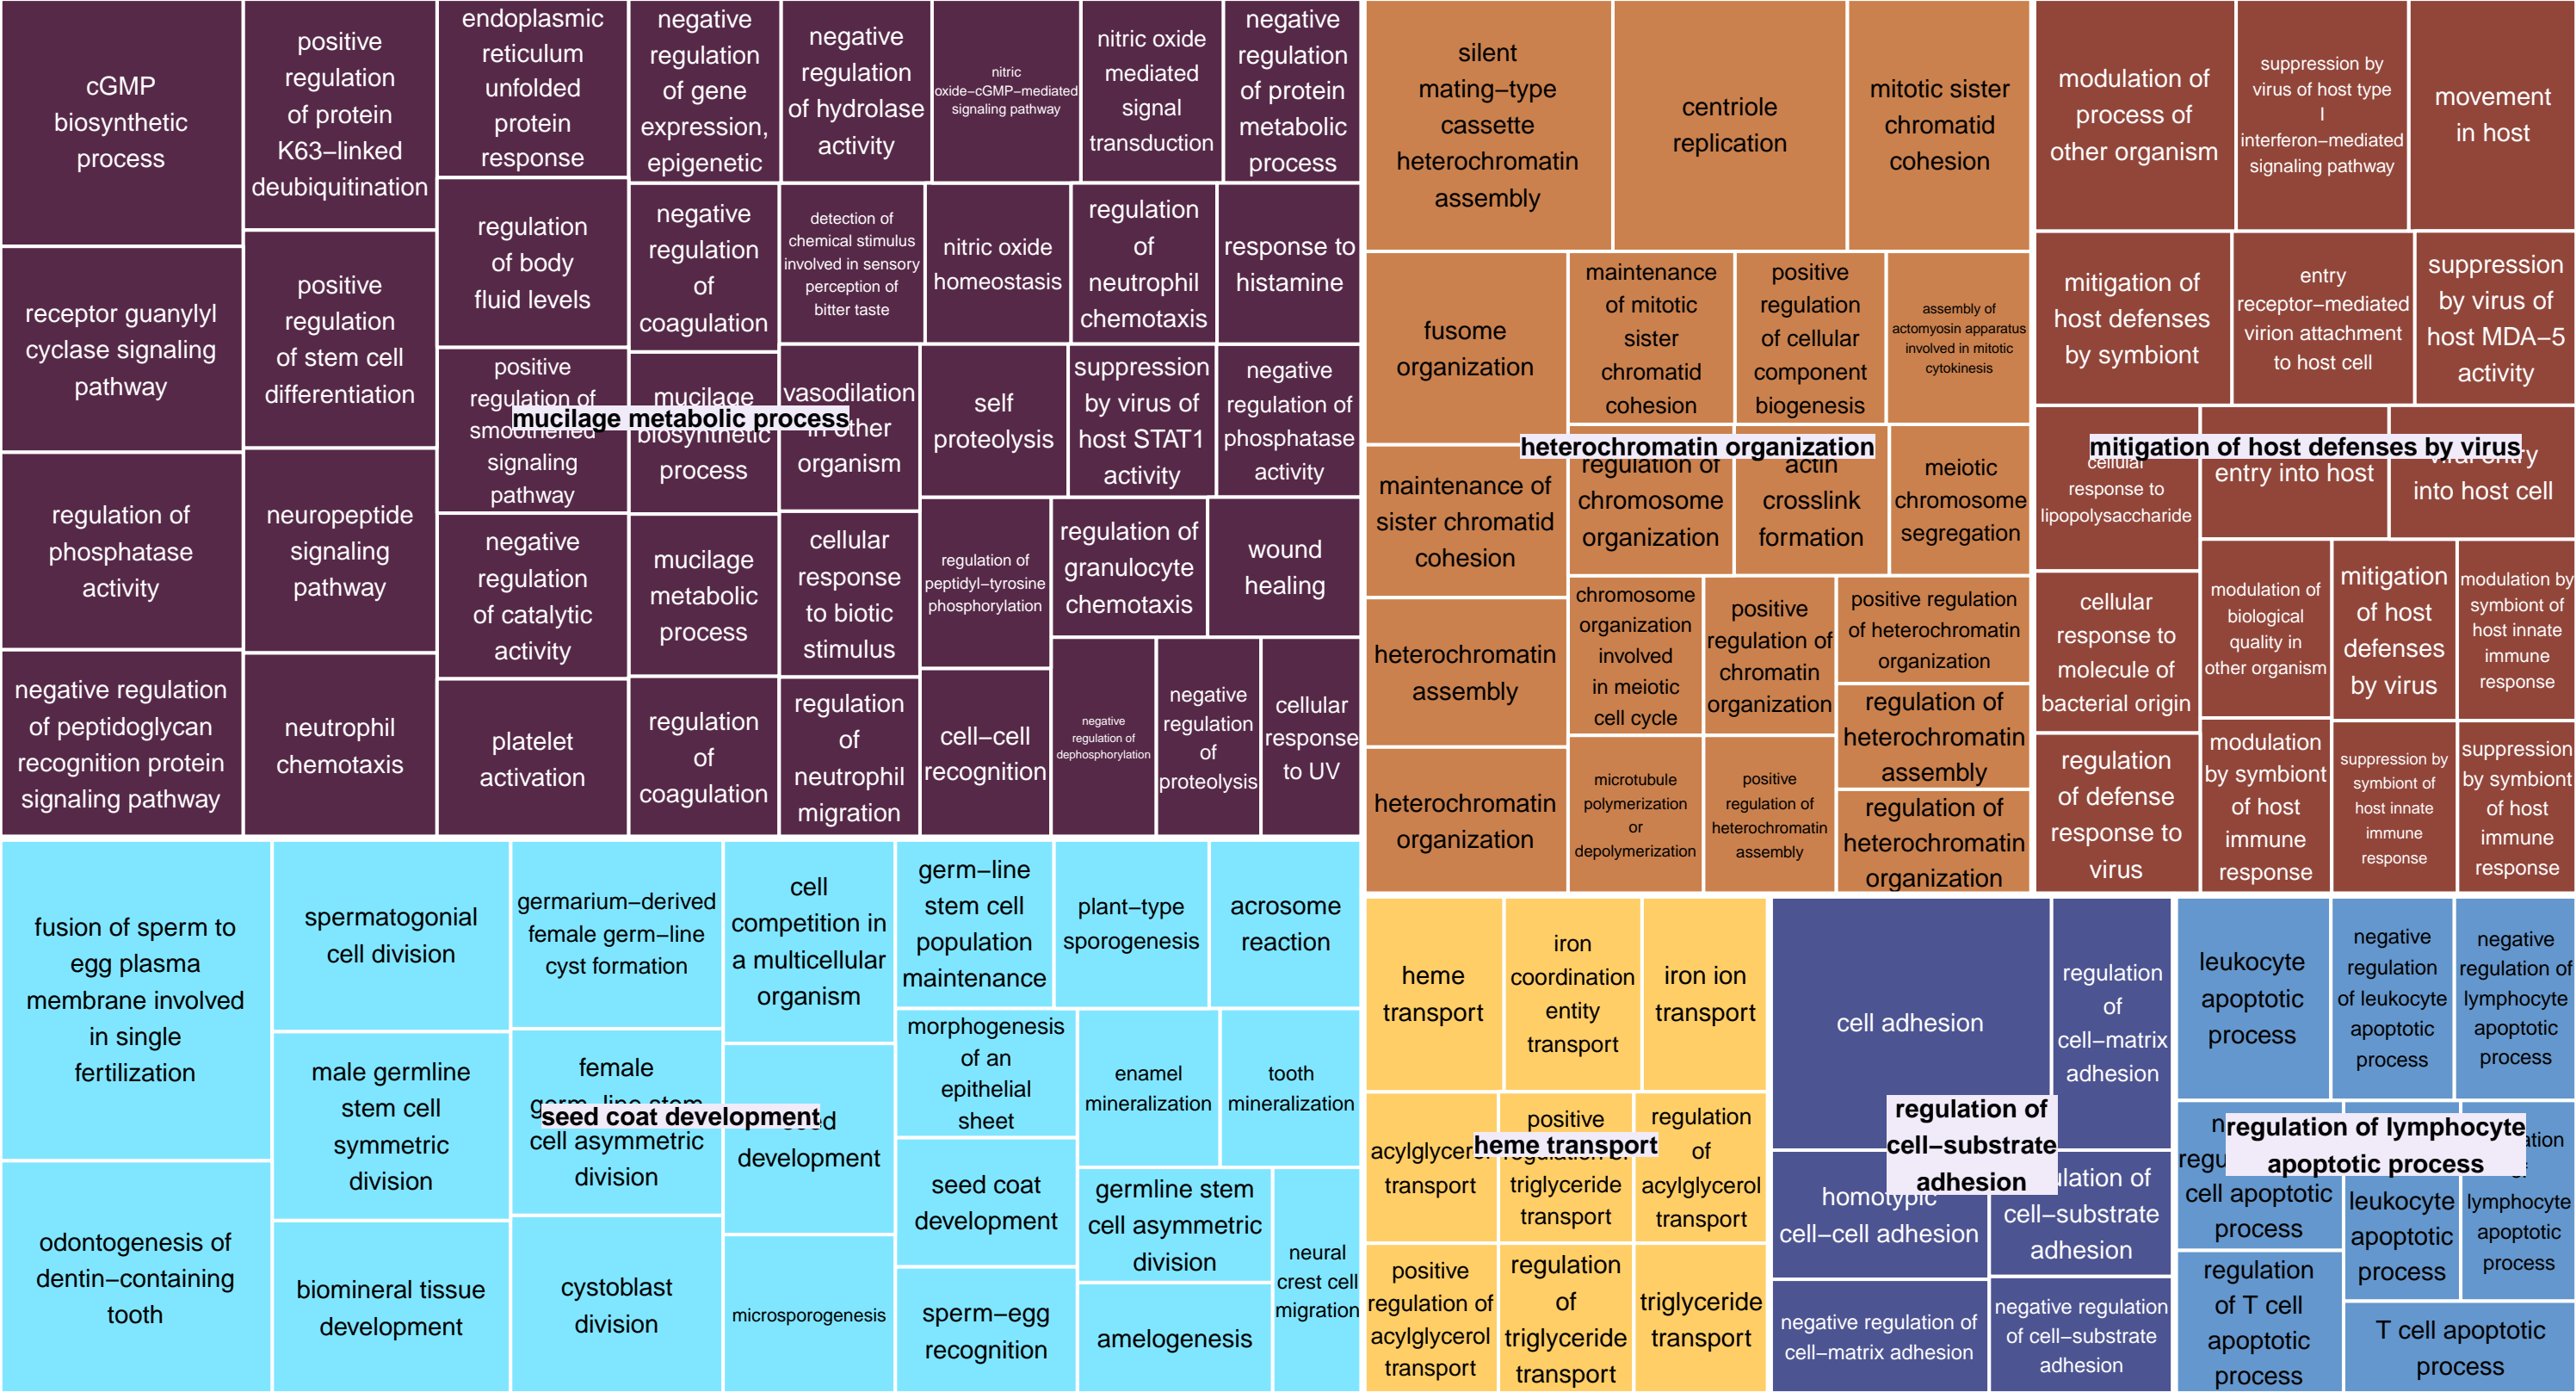 cGMP
biosynthetic
process
receptor guanylyl
cyclase signaling
pathway
regulation of
phosphatase
activity
negative regulation
of peptidoglycan
recognition protein
signaling pathway
positive
regulation
of protein
K63−linked
deubiquitination
positive
regulation
of stem cell
differentiation
neuropeptide
signaling
pathway
neutrophil
chemotaxis
endoplasmic
reticulum
unfolded
protein
response
regulation
of body
fluid levels
positive
regulation of
smoothened
signaling
pathway
negative
regulation
of catalytic
activity
platelet
activation
negative
regulation
of gene
expression,
epigenetic
negative
regulation
of
coagulation
mucilage
biosynthetic
process
mucilage
metabolic
process
regulation
of
coagulation
negative
regulation
of hydrolase
activity
detection of
chemical stimulus
involved in sensory
perception of
bitter taste
vasodilation
in other
organism
cellular
response
to biotic
stimulus
regulation
of
neutrophil
migration
nitric
oxide−cGMP−mediated
signaling pathway
nitric oxide
mediated
signal
transduction
negative
regulation
of protein
metabolic
process
nitric oxide
homeostasis
regulation
of
neutrophil
chemotaxis
response to
histamine
self
proteolysis
suppression
by virus of
host STAT1
activity
negative
regulation of
phosphatase
activity
regulation of
peptidyl−tyrosine
phosphorylation
regulation of
granulocyte
chemotaxis
wound
healing
cell−cell
recognition
negative
regulation of
dephosphorylation
negative
regulation
of
proteolysis
cellular
response
to UV
mucilage metabolic process
silent
mating−type
cassette
heterochromatin
assembly
centriole
replication
mitotic sister
chromatid
cohesion
fusome
organization
maintenance of
sister chromatid
cohesion
heterochromatin
assembly
heterochromatin
organization
maintenance
of mitotic
sister
chromatid
cohesion
positive
regulation
of cellular
component
biogenesis
assembly of
actomyosin apparatus
involved in mitotic
cytokinesis
regulation of
chromosome
organization
actin
crosslink
formation
meiotic
chromosome
segregation
chromosome
organization
involved
in meiotic
cell cycle
positive
regulation of
chromatin
organization
positive regulation
of heterochromatin
organization
regulation of
heterochromatin
assembly
microtubule
polymerization
or
depolymerization
positive
regulation of
heterochromatin
assembly
regulation of
heterochromatin
organization
heterochromatin organization
modulation of
process of
other organism
suppression by
virus of host type
I
interferon−mediated
signaling pathway
movement
in host
mitigation of
host defenses
by symbiont
entry
receptor−mediated
virion attachment
to host cell
suppression
by virus of
host MDA−5
activity
cellular
response to
lipopolysaccharide
entry into host
viral entry
into host cell
cellular
response to
molecule of
bacterial origin
modulation of
biological
quality in
other organism
mitigation
of host
defenses
by virus
modulation by
symbiont of
host innate
immune
response
regulation
of defense
response to
virus
modulation
by symbiont
of host
immune
response
suppression by
symbiont of
host innate
immune
response
suppression
by symbiont
of host
immune
response
mitigation of host defenses by virus
fusion of sperm to
egg plasma
membrane involved
in single
fertilization
odontogenesis of
dentin−containing
tooth
spermatogonial
cell division
male germline
stem cell
symmetric
division
biomineral tissue
development
germarium−derived
female germ−line
cyst formation
female
germ−line stem
cell asymmetric
division
cystoblast
division
cell
competition in
a multicellular
organism
development
microsporogenesis
germ−line
stem cell
population
maintenance
plant−type
sporogenesis
acrosome
reaction
morphogenesis
of an
epithelial
sheet
enamel
mineralization
tooth
mineralization
seed coat
development
sperm−egg
recognition
germline stem
cell asymmetric
division
amelogenesis
neural
crest cell
migration
seed coat development
heme
transport
iron
coordination
entity
transport
iron ion
transport
acylglycerol
transport
positive
regulation of
triglyceride
transport
regulation
of
acylglycerol
transport
positive
regulation of
acylglycerol
transport
regulation
of
triglyceride
transport
triglyceride
transport
heme transport
cell adhesion
regulation
of
cell−matrix
adhesion
homotypic
cell−cell adhesion
regulation of
cell−substrate
adhesion
negative regulation of
cell−matrix adhesion
negative regulation
of cell−substrate
adhesion
regulation of
cell−substrate
adhesion
leukocyte
apoptotic
process
negative
regulation
of leukocyte
apoptotic
process
negative
regulation of
lymphocyte
apoptotic
process
cell apoptotic
process
leukocyte
apoptotic
process
lymphocyte
apoptotic
process
regulation
of T cell
apoptotic
process
T cell apoptotic
process
regulation of lymphocyte
apoptotic process